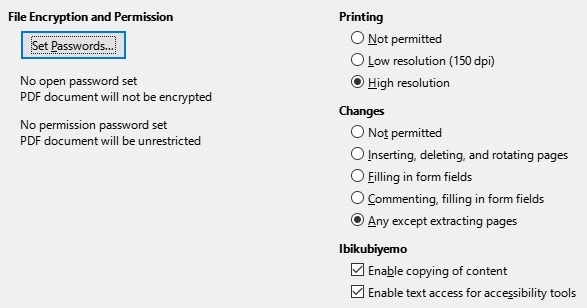 File Encryption and Permission
Set Passwords...
No open password set
PDF document will not be encrypted
No permission password set
PDF document will be unrestricted
Printing
Not permitted
Low resolution (150 dpi)
High resolution
Changes
Not permitted
Inserting, deleting, and rotating pages
Filling in form fields
Commenting, filling in form fields
Any except extracting pages
Ibikubiyemo
Enable copying of content
Enable text access for accessibility tools